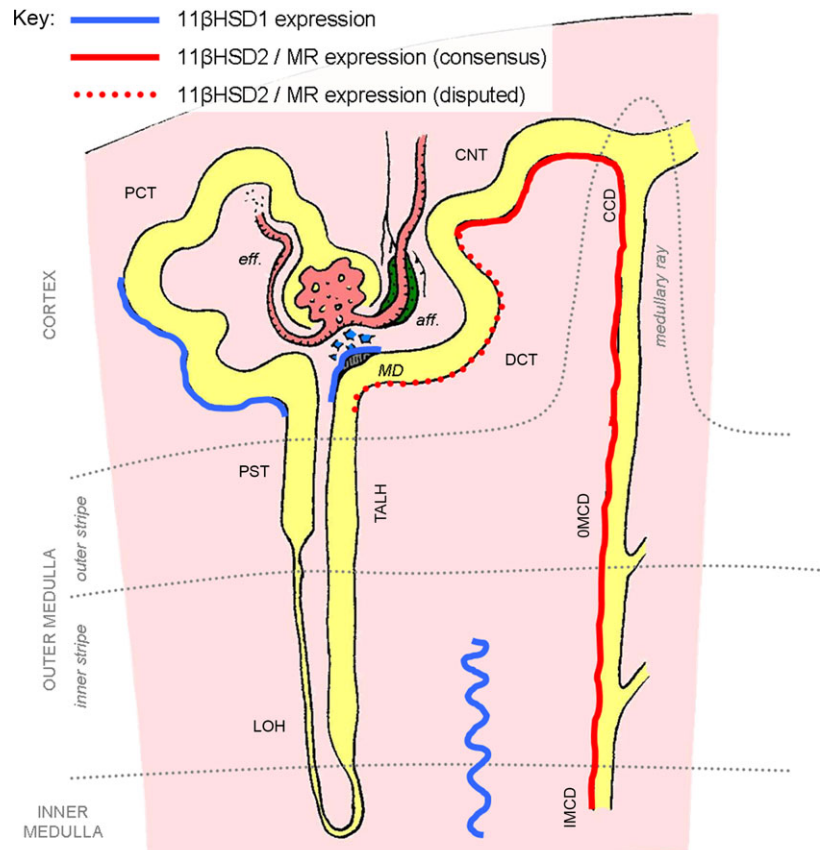 Key:
11βHSD1 expression
11βHSD2 / MR expression (consensus)
11βHSD2 / MR expression (disputed)
CNT
PCT
CCD
eff.
medullary ray
CORTEX
aff.
DCT
MD
PST
TALH
0MCD
outer stripe
OUTER MEDULLA
inner stripe
LOH
IMCD
INNER
MEDULLA